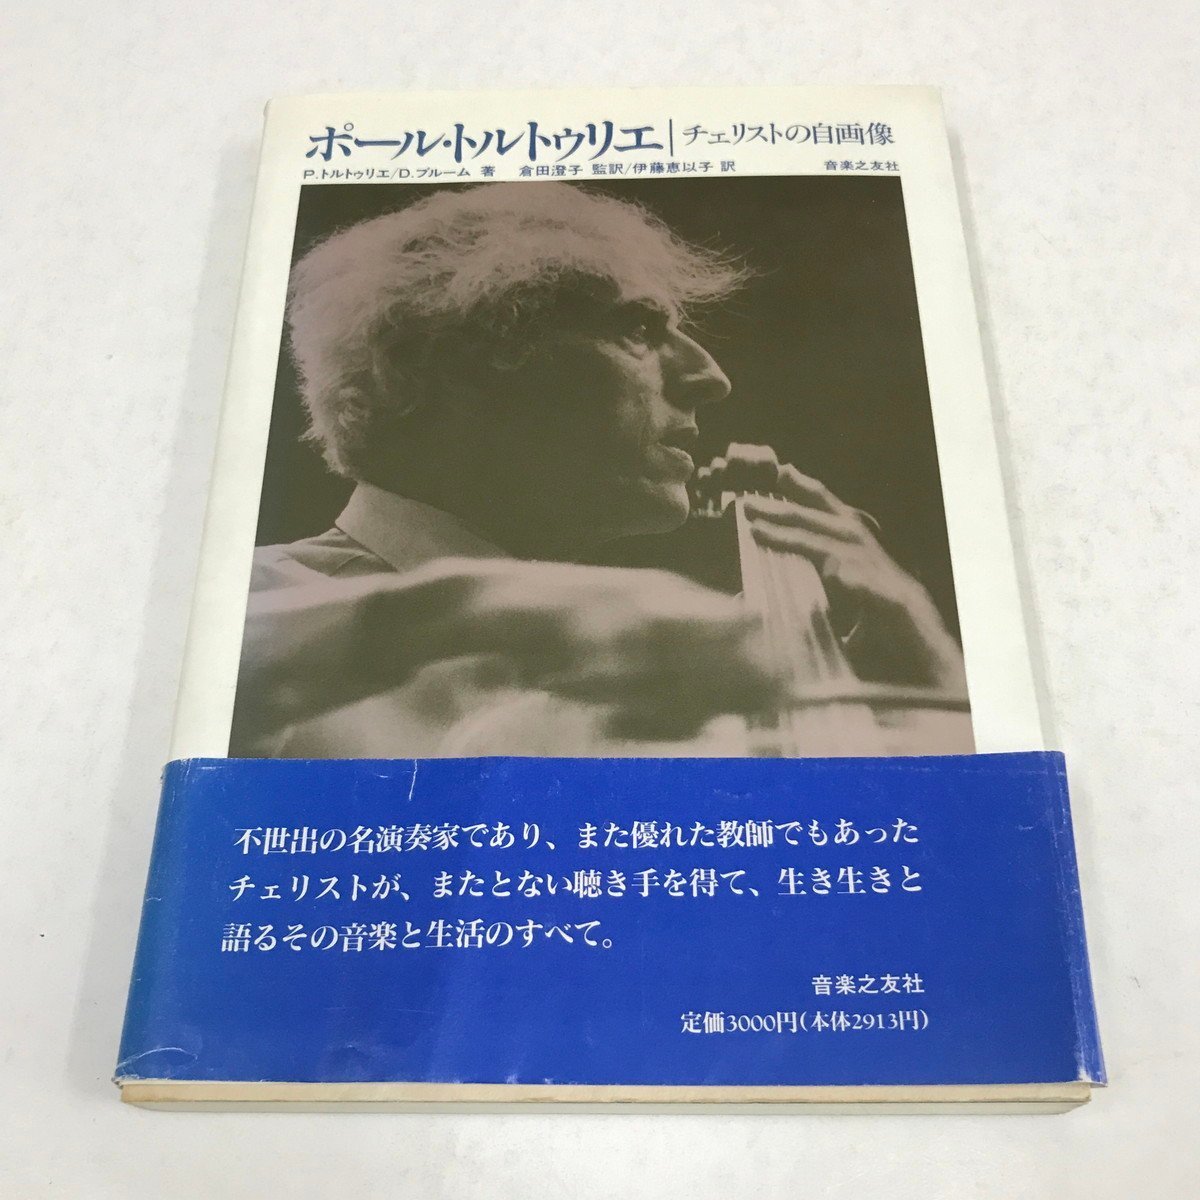 ポール・トルトゥリエ|チェリストの自画像
P.トルトゥリエ/D.ブルーム 著 倉田澄子 監訳/伊藤恵以子 訳 音楽之友社
不世出の名演奏家であり、また優れた教師でもあった
チェリストが、またとない聴き手を得て、生き生きと
語るその音楽と生活のすべて。
音楽之友社
定価3000円(本体2913円)